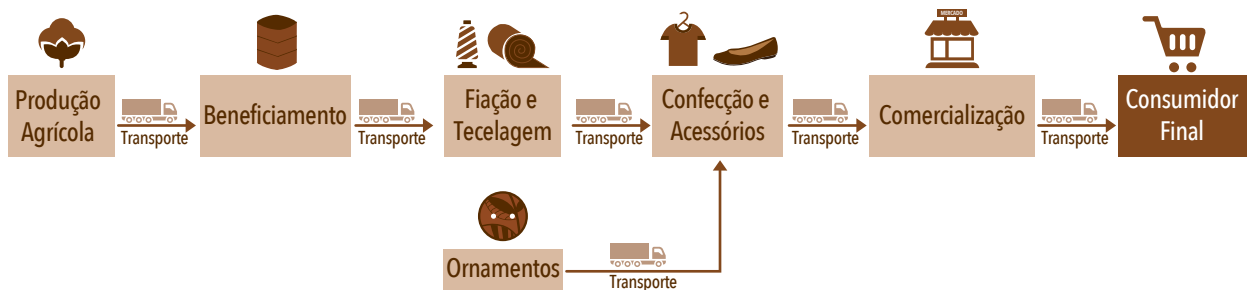 MERCADO
Produção
Agrícola
Transporte
Beneficiamento
Transporte
Fiação e
Tecelagem
Transporte
Confecção e
Acessórios
Transporte
Comercialização
Transporte
Consumidor
Final
Ornamentos
Transporte